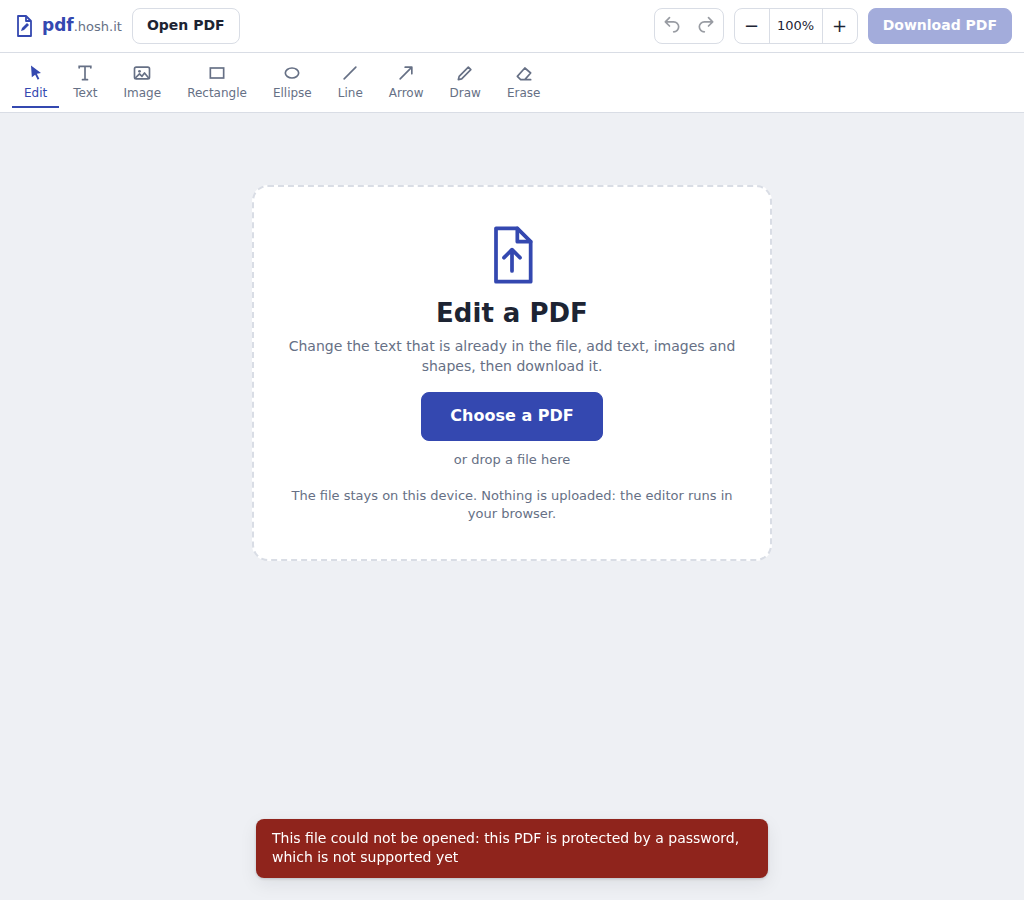 pdf.hosh.it
Open PDF
100%
Download PDF
Edit
Text
Image
Rectangle
Ellipse
Line
Arrow
Draw
Erase
Edit a PDF
Change the text that is already in the file, add text, images and
shapes, then download it.
Choose a PDF
or drop a file here
The file stays on this device. Nothing is uploaded: the editor runs in
your browser.
This file could not be opened: this PDF is protected by a password,
which is not supported yet